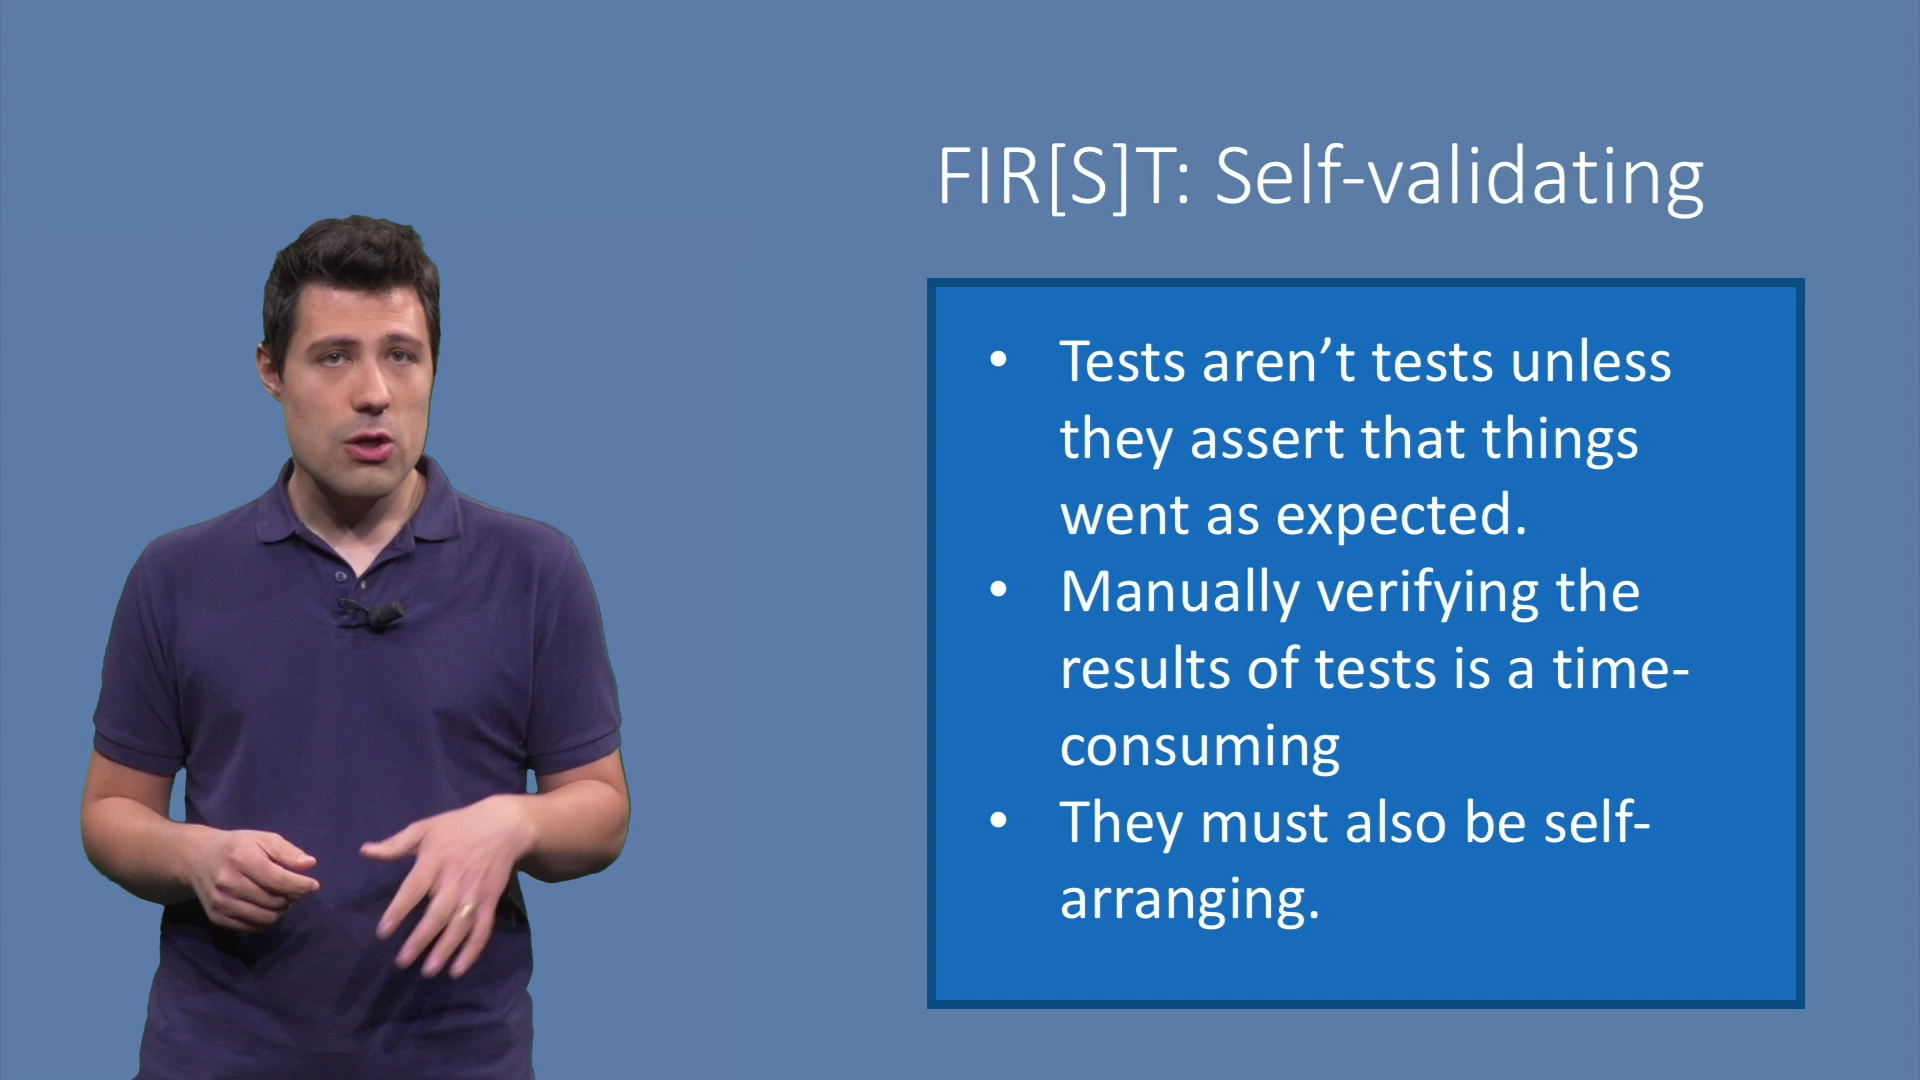 FIR[S]T: Self-validating
• Tests aren’t tests unless
they assert that things
went as expected.
• Manually verifying the
results of tests is a time-
consuming
• They must also be self-
arranging.